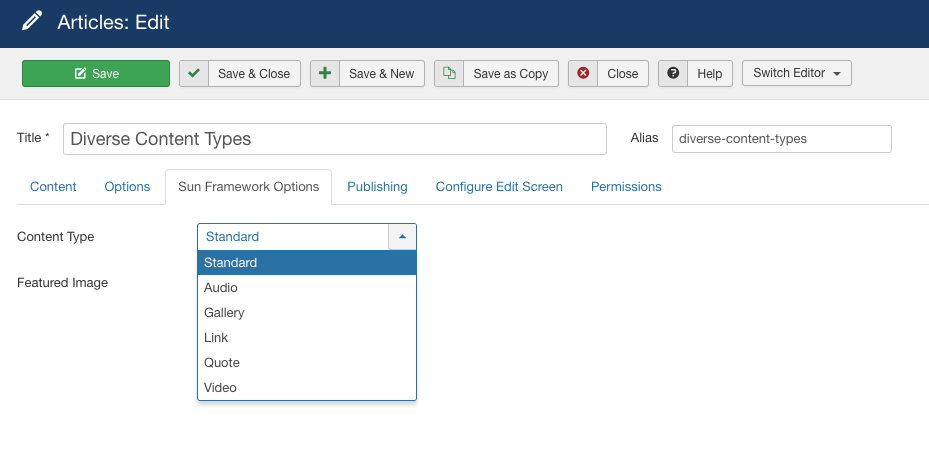 Articles: Edit
Save Save & Close Save & New Save as Copy Close Help Switch Editor
Title * Diverse Content Types Alias diverse-content-types
Content Options Sun Framework Options Publishing Configure Edit Screen Permissions
Content Type Standard
Standard
Featured Image
Audio
Gallery
Link
Quote
Video